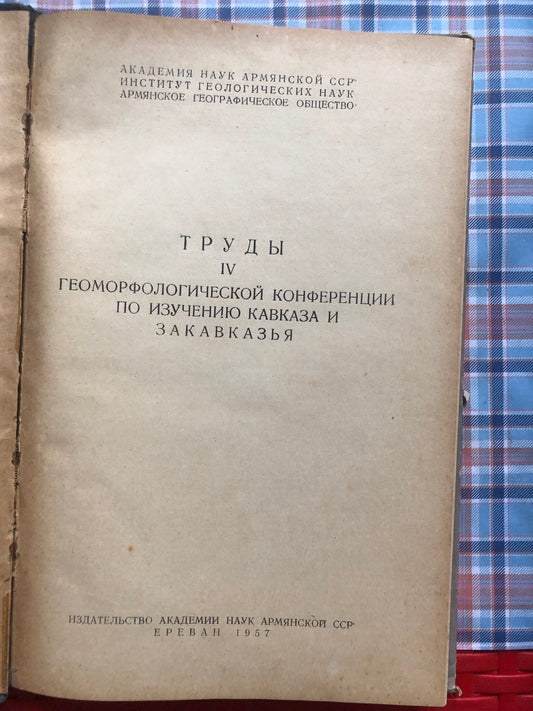 АКАДЕМИЯ НАУК АРМЯНСКОЙ ССР
ИНСТИТУТ ГЕОЛОГИЧЕСКИХ НАУК
АРМЯНСКОЕ ГЕОГРАФИЧЕСКОЕ ОБЩЕСТВО
ТРУДЫ
IV
ГЕОМОРФОЛОГИЧЕСКОЙ КОНФЕРЕНЦИИ
ПО ИЗУЧЕНИЮ КАВКАЗА И
ЗАКАВКАЗЬЯ
ИЗДАТЕЛЬСТВО АКАДЕМИИ НАУК АРМЯНСКОЙ ССР
ЕРЕВАН 1957